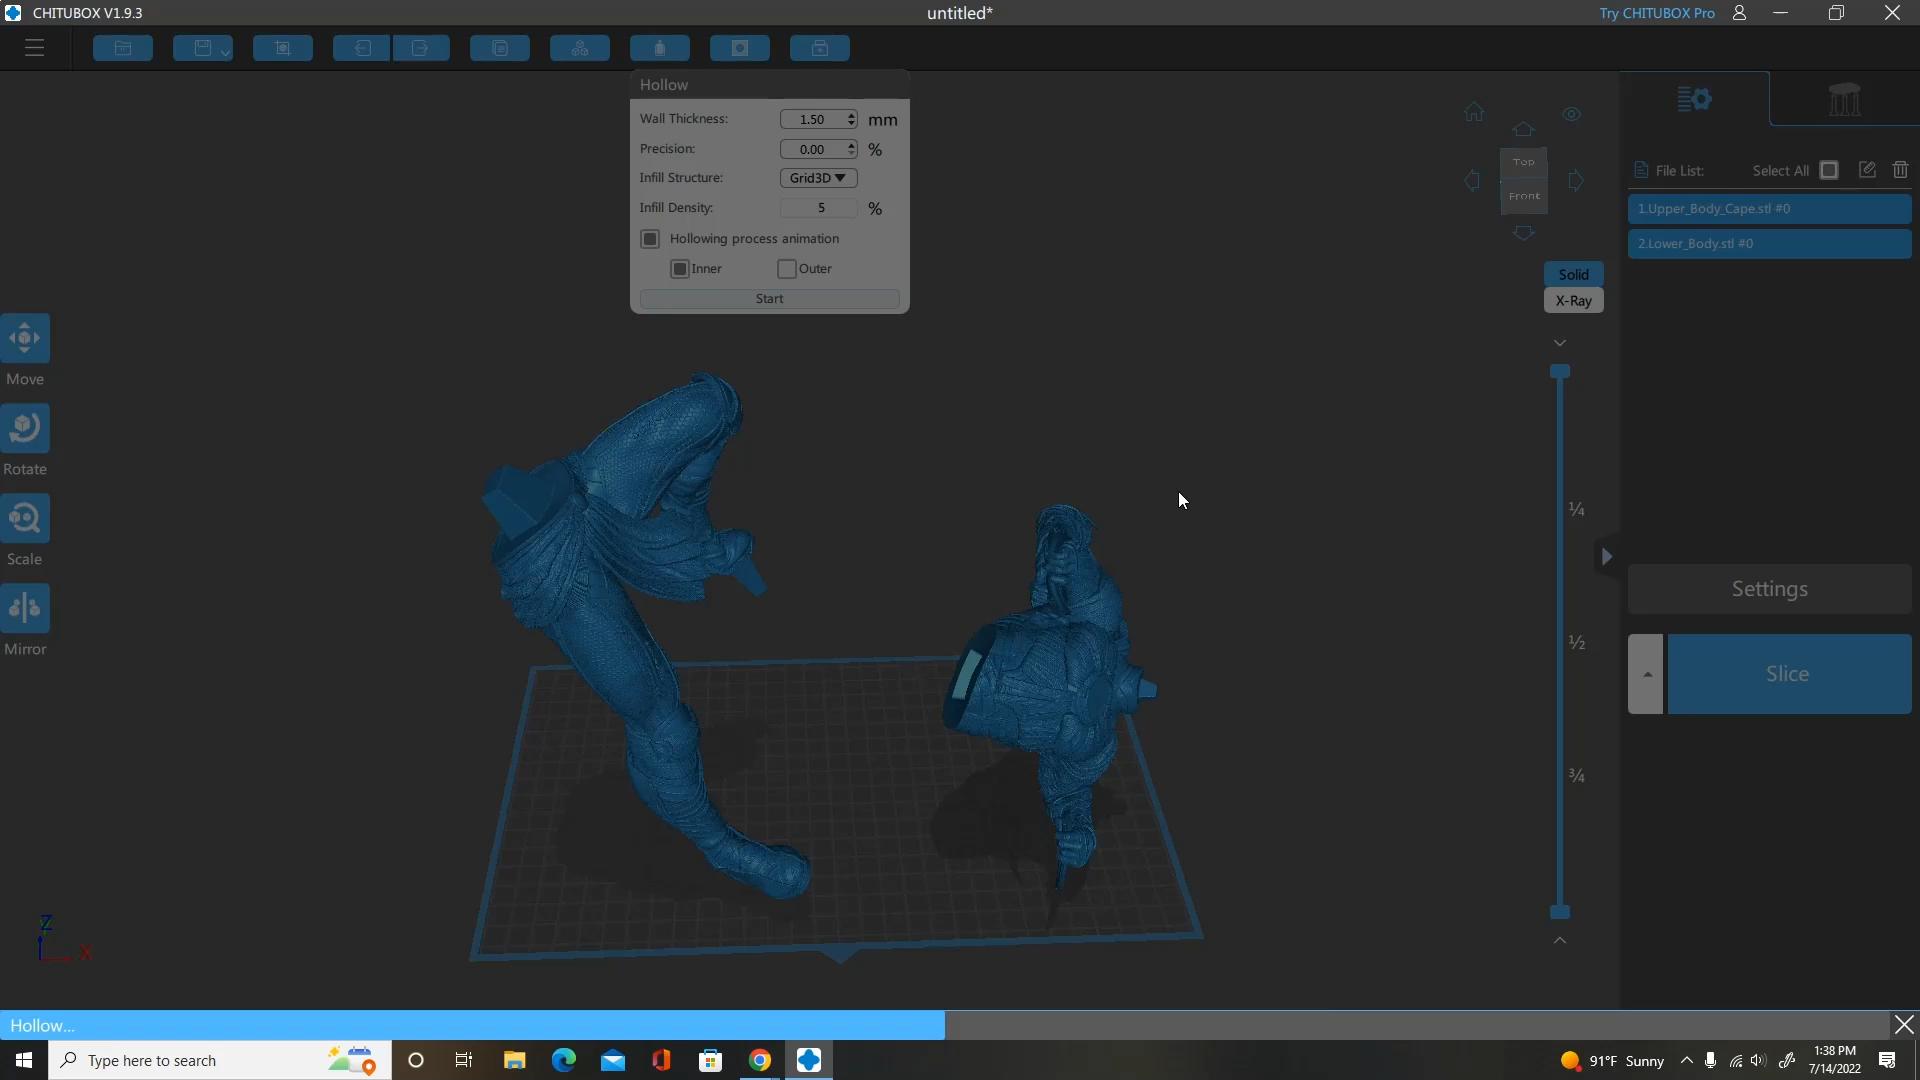 CHITUBOX V1.9.3
untitled*
Try CHITUBOX Pro
Hollow
Wall Thickness: 1.50 mm
Precision: 0.00 %
Infill Structure: Grid3D
Infill Density: 5 %
Hollowing process animation
Inner Outer
Start
Top
Front
File List: Select All
1.Upper_Body_Cape.stl #0
2.Lower_Body.stl #0
Solid
X-Ray
Move
Rotate
Scale
Mirror
¼
½
¾
Settings
Slice
Z
X
Hollow...
Type here to search
91°F Sunny
1:38 PM
7/14/2022